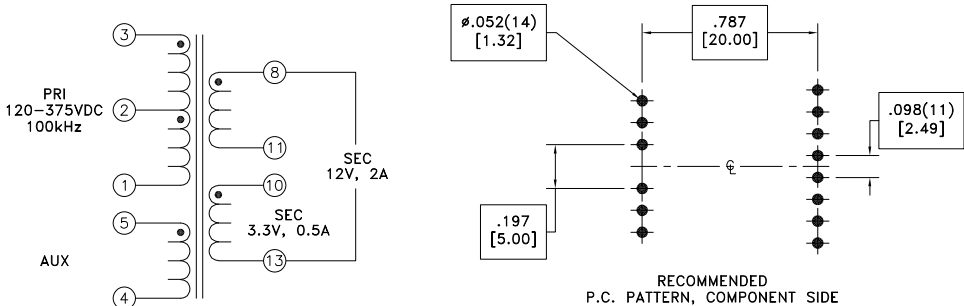 3
PRI
120-375VDC
100kHz
2
1
5
AUX
4
8
11
SEC
12V, 2A
10
SEC
3.3V, 0.5A
13
ø.052(14)
[1.32]
.787
[20.00]
.098(11)
[2.49]
℄
.197
[5.00]
RECOMMENDED
P.C. PATTERN, COMPONENT SIDE